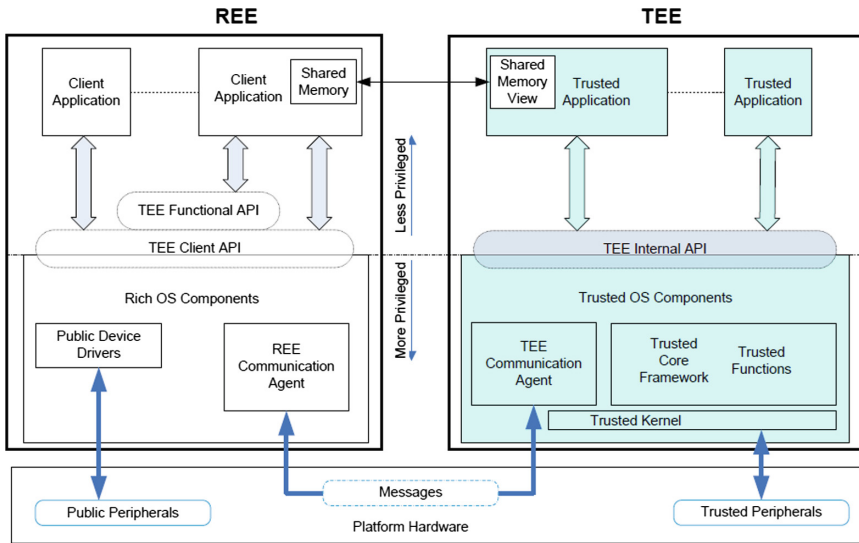 REE
TEE
Client
Application
Client
Application
Shared
Memory
Shared
Memory
View
Trusted
Application
Trusted
Application
TEE Functional API
TEE Client API
Less Privileged
More Privileged
TEE Internal API
Rich OS Components
Public Device
Drivers
REE
Communication
Agent
Trusted OS Components
TEE
Communication
Agent
Trusted
Core
Framework
Trusted
Functions
Trusted Kernel
Messages
Public Peripherals
Trusted Peripherals
Platform Hardware